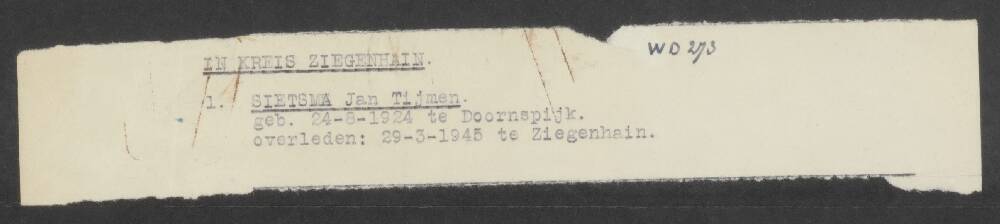 WO 273
IN KREIS ZIEGENHAIN.
1. SIETSMA Jan Tijmen.
geb. 24-8-1924 te Doornspijk.
overleden: 29-3-1945 te Ziegenhain.